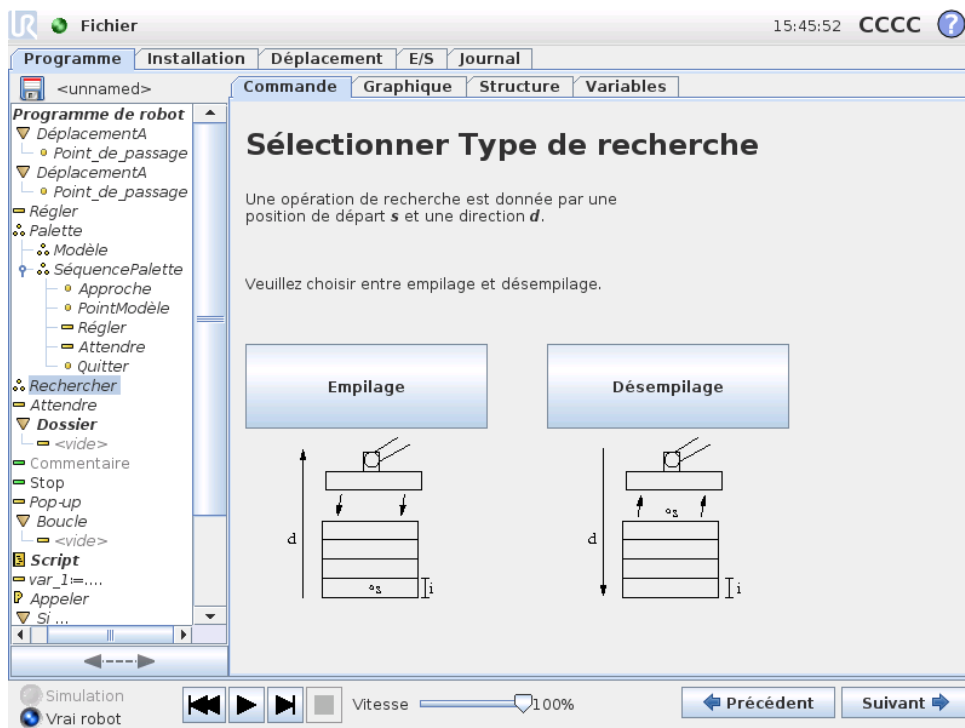 UR Fichier 15:45:52 CCCC ?
Programme Installation Déplacement E/S Journal
<unnamed>
Commande Graphique Structure Variables
Programme de robot
DéplacementA
Point_de_passage
DéplacementA
Point_de_passage
Régler
Palette
Modèle
SéquencePalette
Approche
PointModèle
Régler
Attendre
Quitter
Rechercher
Attendre
Dossier
<vide>
Commentaire
Stop
Pop-up
Boucle
<vide>
Script
var_1:=....
Appeler
Si ...
Sélectionner Type de recherche
Une opération de recherche est donnée par une
position de départ s et une direction d.
Veuillez choisir entre empilage et désempilage.
Empilage Désempilage
d s i
d s i
Simulation
Vrai robot
Vitesse 100%
Précédent Suivant